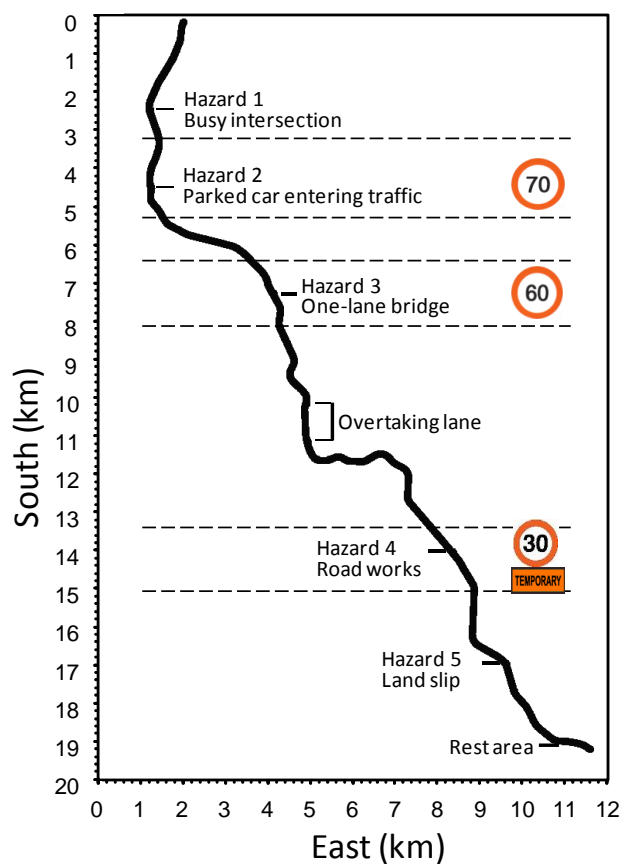 0
1
2
3
4
5
6
7
8
9
10
11
12
13
14
15
16
17
18
19
20
South (km)
Hazard 1
Busy intersection
Hazard 2
Parked car entering traffic
70
Hazard 3
One-lane bridge
60
Overtaking lane
Hazard 4
Road works
30
TEMPORARY
Hazard 5
Land slip
Rest area
0 1 2 3 4 5 6 7 8 9 10 11 12
East (km)